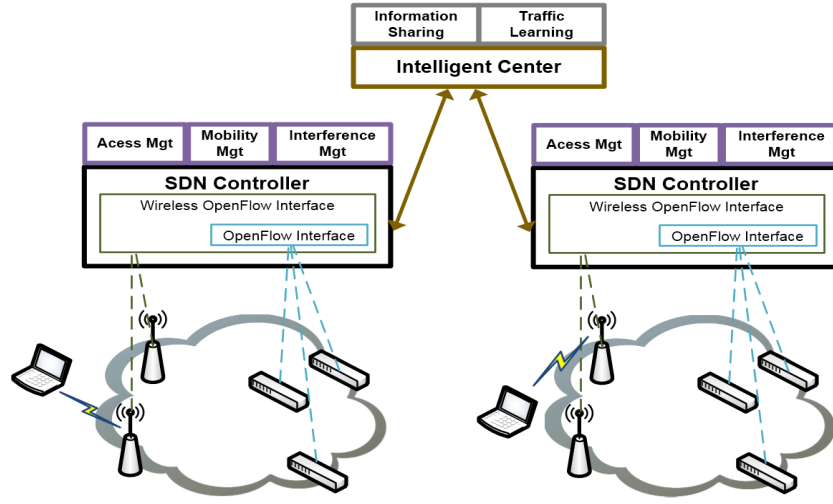 Information
Sharing
Traffic
Learning
Intelligent Center
Acess Mgt
Mobility
Mgt
Interference
Mgt
SDN Controller
Wireless OpenFlow Interface
OpenFlow Interface
Acess Mgt
Mobility
Mgt
Interference
Mgt
SDN Controller
Wireless OpenFlow Interface
OpenFlow Interface